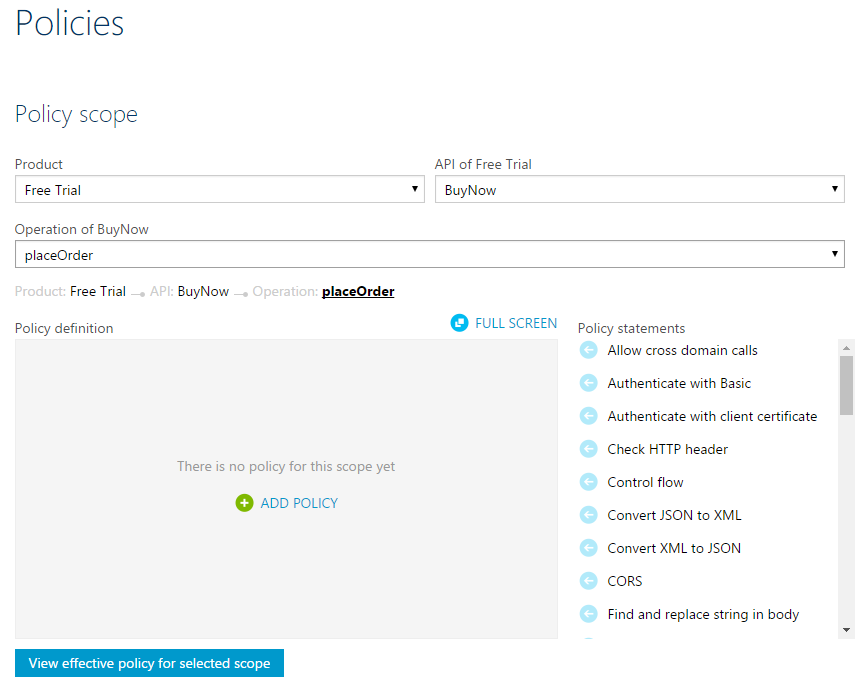 Policies
Policy scope
Product
API of Free Trial
Free Trial
BuyNow
Operation of BuyNow
placeOrder
Product: Free Trial API: BuyNow Operation: placeOrder
Policy definition
FULL SCREEN
There is no policy for this scope yet
ADD POLICY
Policy statements
Allow cross domain calls
Authenticate with Basic
Authenticate with client certificate
Check HTTP header
Control flow
Convert JSON to XML
Convert XML to JSON
CORS
Find and replace string in body
View effective policy for selected scope